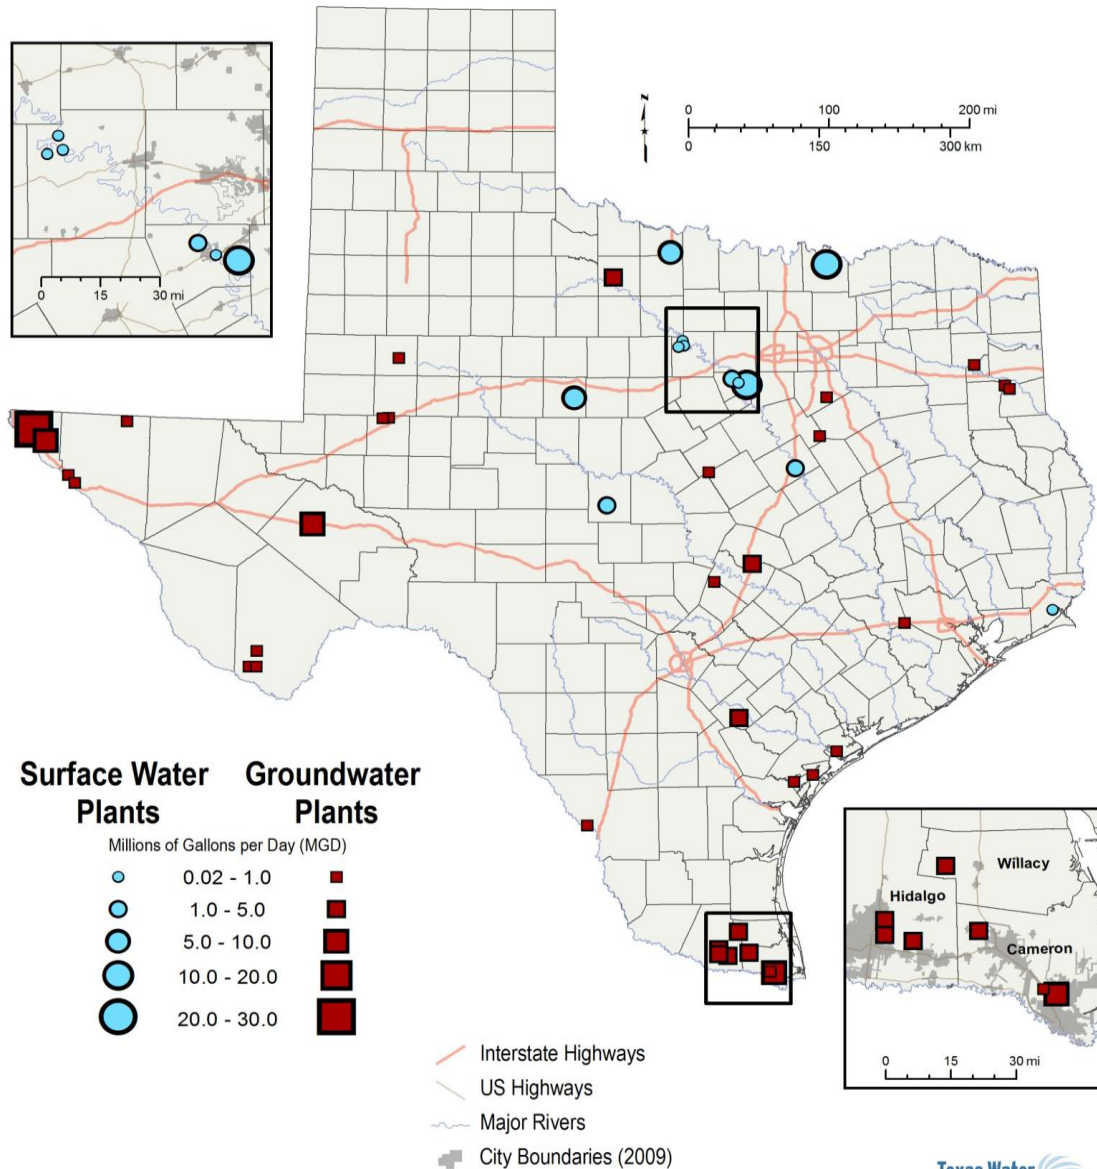 N
0 100 200 mi
0 150 300 km
0 15 30 mi
Surface Water Groundwater
Plants Plants
Millions of Gallons per Day (MGD)
0.02 - 1.0
1.0 - 5.0
5.0 - 10.0
10.0 - 20.0
20.0 - 30.0
Willacy
Hidalgo
Cameron
0 15 30 mi
Interstate Highways
US Highways
Major Rivers
City Boundaries (2009)
Texas Water